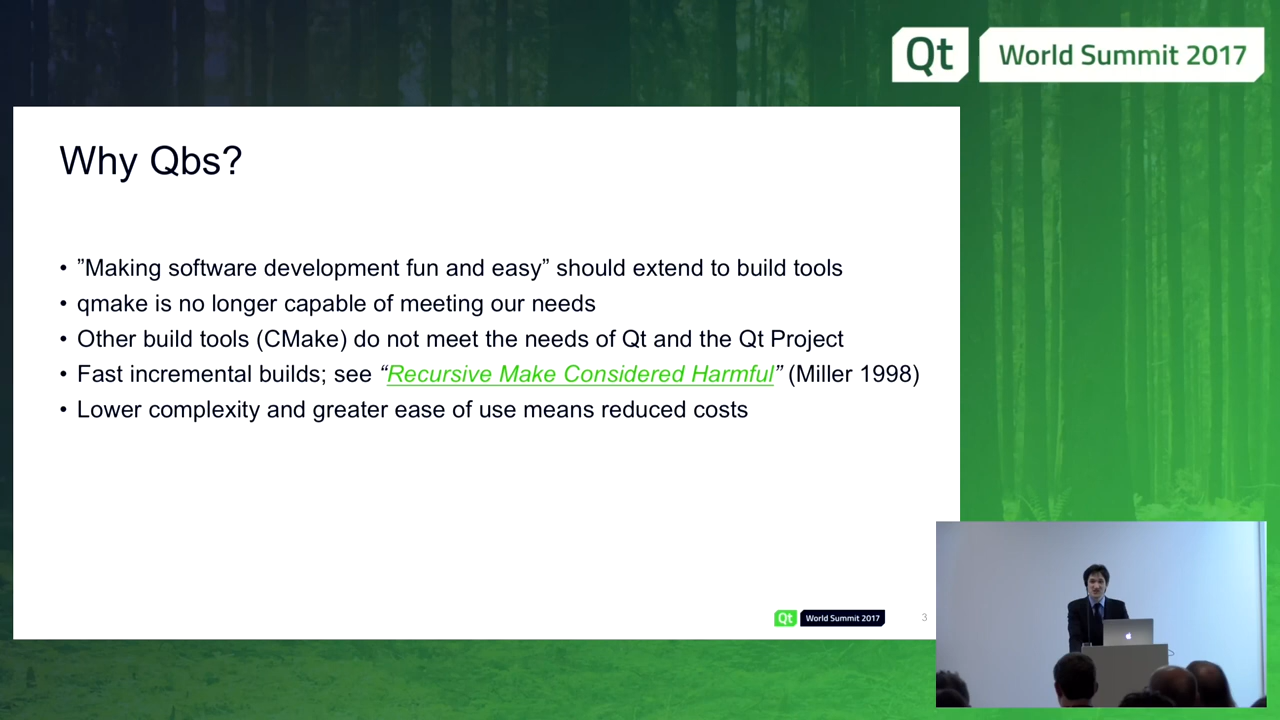 Qt World Summit 2017
Why Qbs?
• ”Making software development fun and easy” should extend to build tools
• qmake is no longer capable of meeting our needs
• Other build tools (CMake) do not meet the needs of Qt and the Qt Project
• Fast incremental builds; see “Recursive Make Considered Harmful” (Miller 1998)
• Lower complexity and greater ease of use means reduced costs
Qt World Summit 2017 3